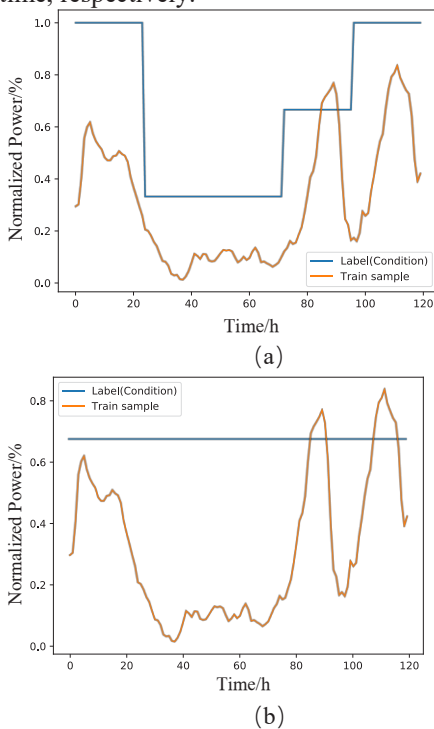 time, respectively.
1.0
0.8
0.6
0.4
0.2
0.0
Normalized Power/%
Label(Condition)
Train sample
0 20 40 60 80 100 120
Time/h
(a)
Label(Condition)
Train sample
0.8
0.6
0.4
0.2
0.0
Normalized Power/%
0 20 40 60 80 100 120
Time/h
(b)